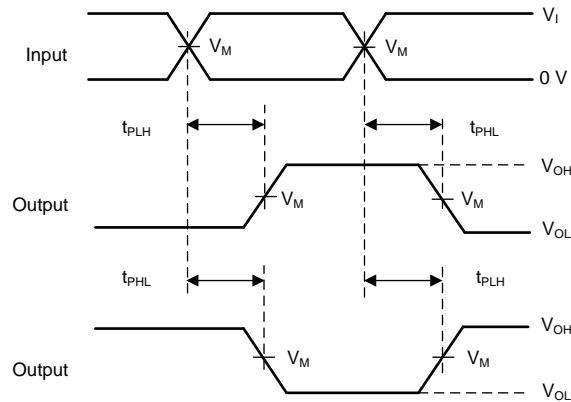 V_I
Input
V_M
V_M
0 V
t_PLH
t_PHL
V_OH
Output
V_M
V_M
V_OL
t_PHL
t_PLH
V_OH
Output
V_M
V_M
V_OL